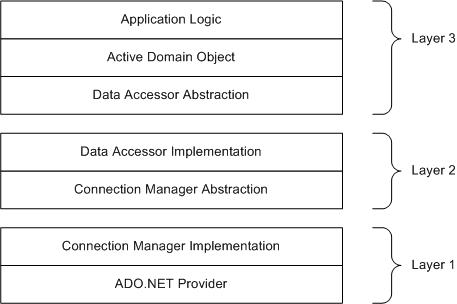 Application Logic
Active Domain Object
Layer 3
Data Accessor Abstraction
Data Accessor Implementation
Layer 2
Connection Manager Abstraction
Connection Manager Implementation
Layer 1
ADO.NET Provider